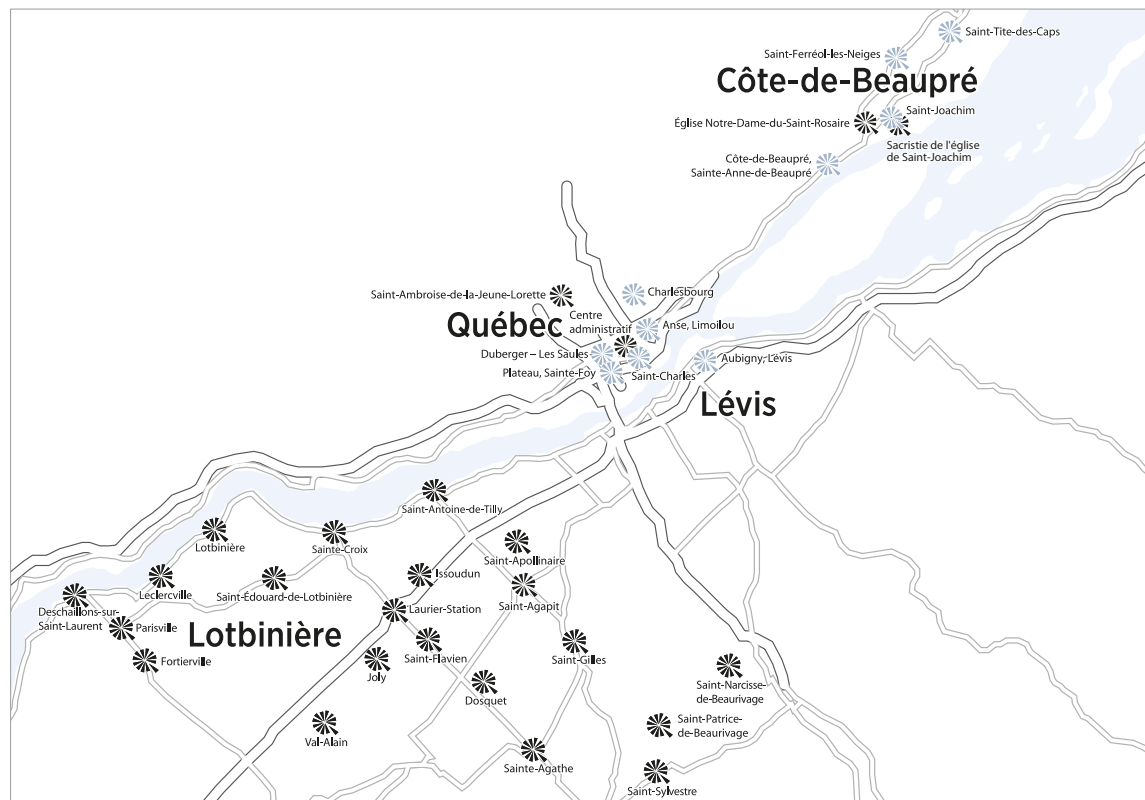 Saint-Tite-des-Caps
Saint-Ferréol-les-Neiges
Côte-de-Beaupré
Saint-Joachim
Église Notre-Dame-du-Saint-Rosaire
Sacristie de l'église
de Saint-Joachim
Côte-de-Beaupré,
Sainte-Anne-de-Beaupré
Saint-Ambroise-de-la-Jeune-Lorette
Charlesbourg
Québec
Centre
administratif
Anse, Limoilou
Duberger – Les Saules
Plateau, Sainte-Foy
Saint-Charles
Aubigny, Lévis
Lévis
Saint-Antoine-de-Tilly
Lotbinière
Sainte-Croix
Saint-Apollinaire
Issoudun
Leclercville
Saint-Édouard-de-Lotbinière
Saint-Agapit
Deschaillons-sur-
Saint-Laurent
Parisville
Laurier-Station
Lotbinière
Fortierville
Saint-Flavien
Saint-Gilles
Joly
Dosquet
Saint-Narcisse-
de-Beaurivage
Saint-Patrice-
de-Beaurivage
Val-Alain
Sainte-Agathe
Saint-Sylvestre